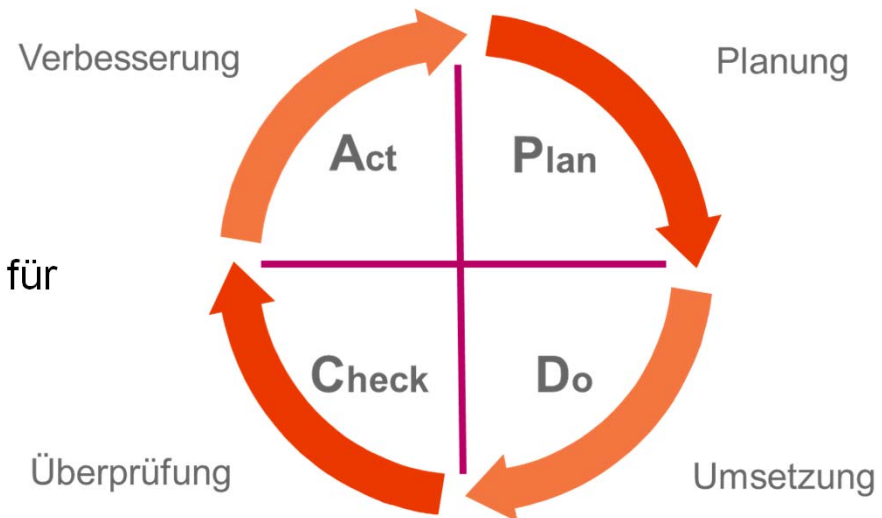 Verbesserung
Planung
Act
Plan
für
Check
Do
Überprüfung
Umsetzung